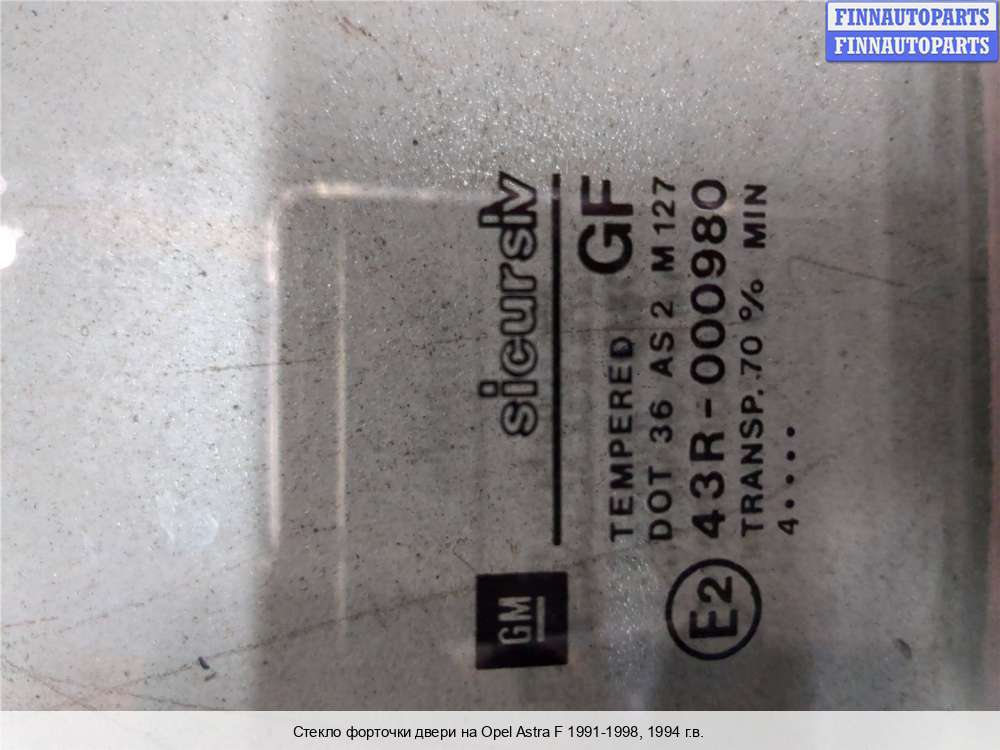 FINNAUTOPARTS
FINNAUTOPARTS
GM
sicursiv
TEMPERED GF
DOT 36 AS 2 M 127
E2 43R-000980
TRANSP. 70 % MIN
4....
Стекло форточки двери на Opel Astra F 1991-1998, 1994 г.в.